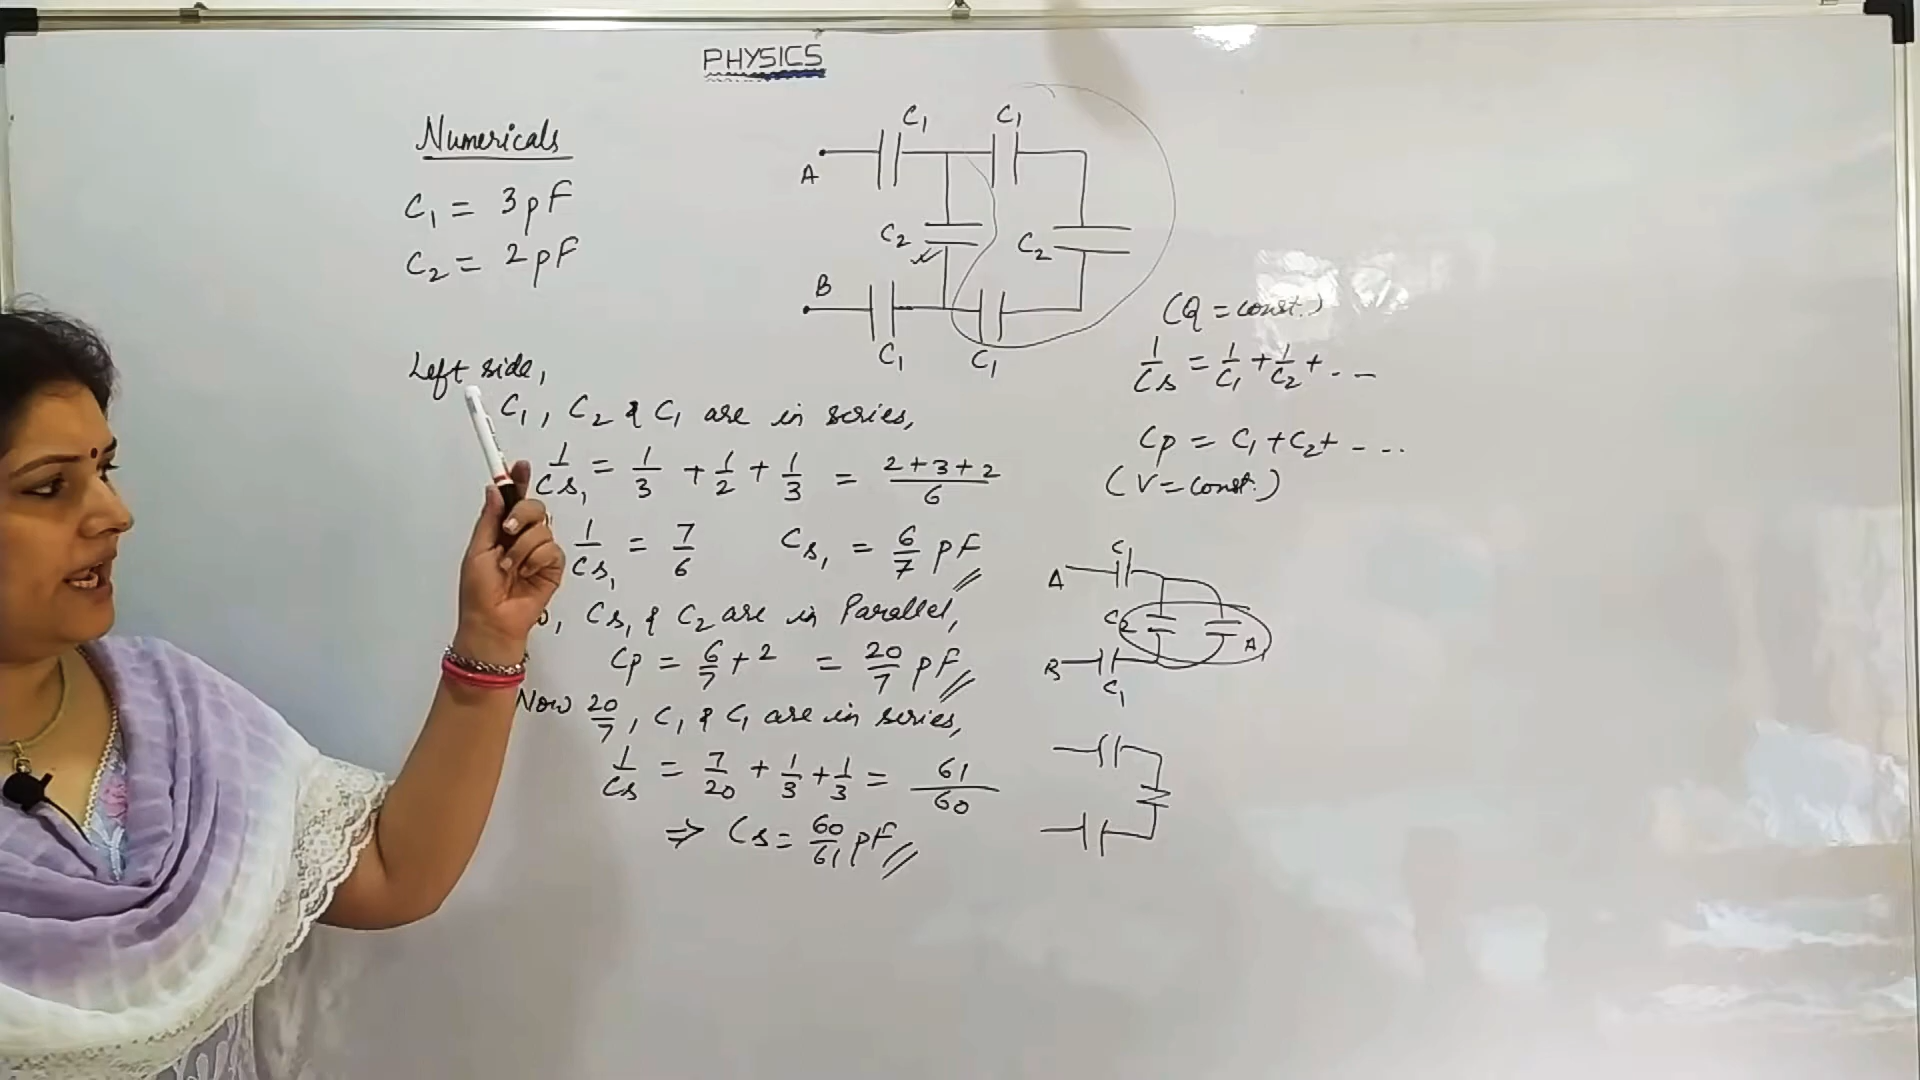 PHYSICS
Numericals
C₁ = 3pF
C₂ = 2pF
C₁ C₁
A
C₂ C₂
B
C₁ C₁
(Q = const.)
1/Cs = 1/C₁ + 1/C₂ + ...
Cp = C₁ + C₂ + ...
(V = const.)
Left side,
C₁, C₂ & C₁ are in series,
1/Cs₁ = 1/3 + 1/2 + 1/3 = 2+3+2/6
1/Cs₁ = 7/6 Cs₁ = 6/7 pF
, Cs₁ & C₂ are in Parallel,
Cp = 6/7 + 2 = 20/7 pF
Now 20/7, C₁ & C₁ are in series,
1/Cs = 7/20 + 1/3 + 1/3 = 61/60
⇒ Cs = 60/61 pF
A C₁
C₂ A
B C₁